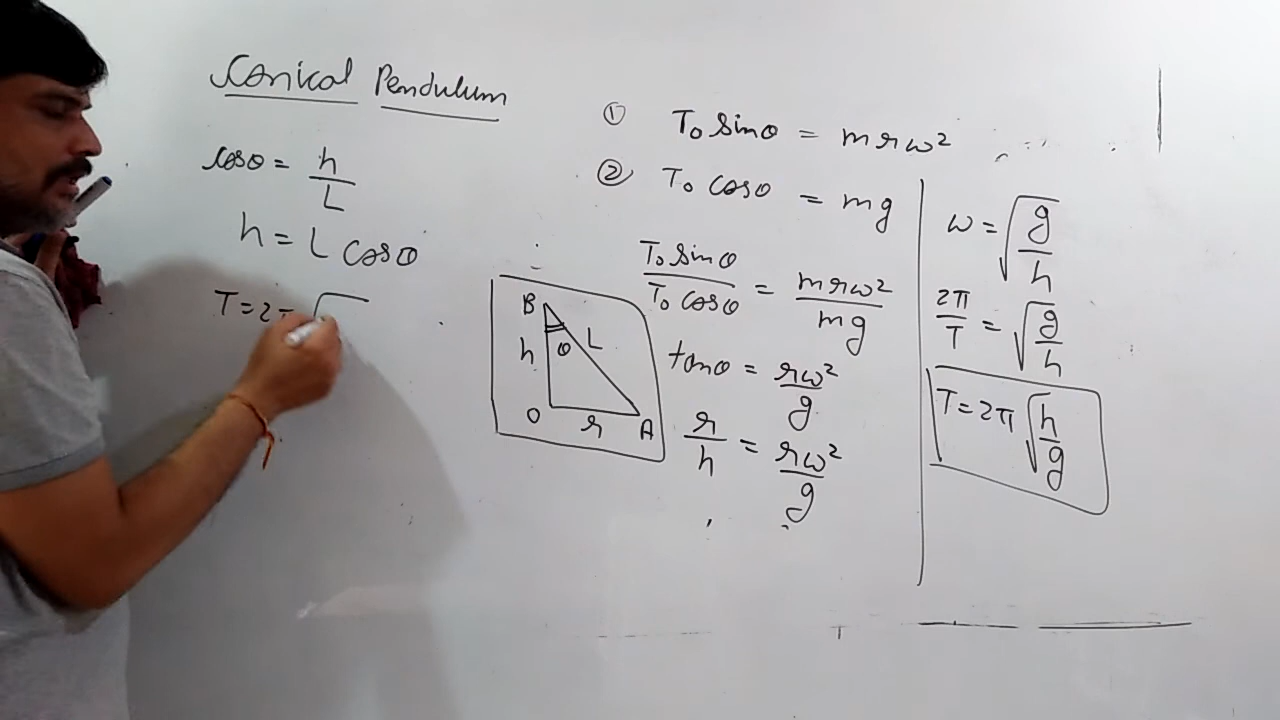 Conical Pendulum
cosθ = h/L
h = L cosθ
T = 2π √
① T₀ sinθ = mrω²
② T₀ cosθ = mg
T₀ sinθ / T₀ cosθ = mrω² / mg
tanθ = rω² / g
r/h = rω² / g
B
h θ L
O r A
ω = √(g/h)
2π/T = √(g/h)
T = 2π √(h/g)